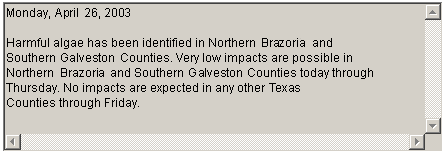 Monday, April 26, 2003
Harmful algae has been identified in Northern Brazoria and
Southern Galveston Counties. Very low impacts are possible in
Northern Brazoria and Southern Galveston Counties today through
Thursday. No impacts are expected in any other Texas
Counties through Friday.